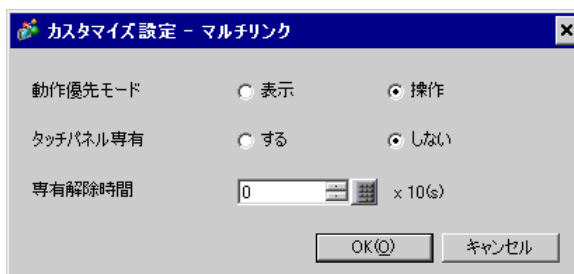 カスタマイズ設定 - マルチリンク
動作優先モード 表示 操作
タッチパネル専有 する しない
専有解除時間 0 x 10(s)
OK(O) キャンセル